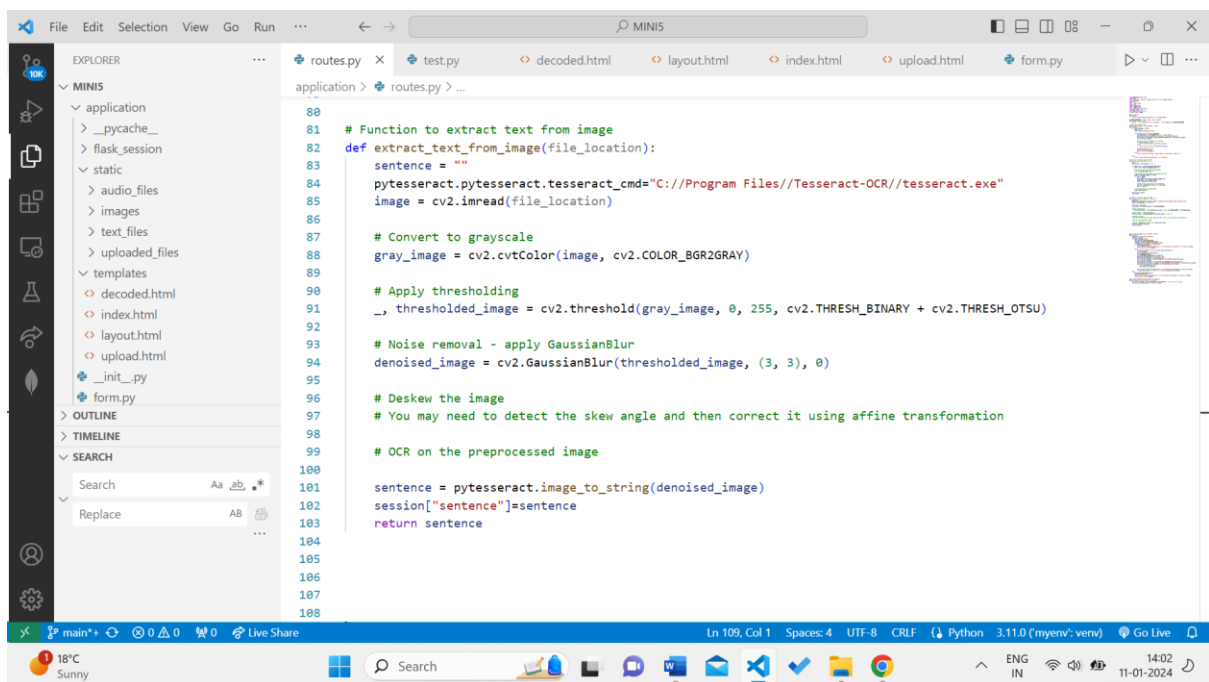 File Edit Selection View Go Run ... MINI5
EXPLORER ...
routes.py test.py decoded.html layout.html index.html upload.html form.py ...
10K
MINI5
application > routes.py > ...
application
__pycache__
flask_session
static
audio_files
images
text_files
uploaded_files
templates
decoded.html
index.html
layout.html
upload.html
__init__.py
form.py
OUTLINE
TIMELINE
SEARCH
Search Aa ab .*
Replace AB
...
80
81 # Function to extract text from image
82 def extract_text_from_image(file_location):
83     sentence = ""
84     pytesseract.pytesseract.tesseract_cmd="C://Program Files//Tesseract-OCR//tesseract.exe"
85     image = cv2.imread(file_location)
86
87     # Convert to grayscale
88     gray_image = cv2.cvtColor(image, cv2.COLOR_BGR2GRAY)
89
90     # Apply thresholding
91     _, thresholded_image = cv2.threshold(gray_image, 0, 255, cv2.THRESH_BINARY + cv2.THRESH_OTSU)
92
93     # Noise removal - apply GaussianBlur
94     denoised_image = cv2.GaussianBlur(thresholded_image, (3, 3), 0)
95
96     # Deskew the image
97     # You may need to detect the skew angle and then correct it using affine transformation
98
99     # OCR on the preprocessed image
100
101     sentence = pytesseract.image_to_string(denoised_image)
102     session["sentence"]=sentence
103     return sentence
104
105
106
107
108
main*+ 0 0 0 Live Share Ln 109, Col 1 Spaces: 4 UTF-8 CRLF Python 3.11.0 ('myenv': venv) Go Live
1 18°C Search ENG 14:02
Sunny IN 11-01-2024